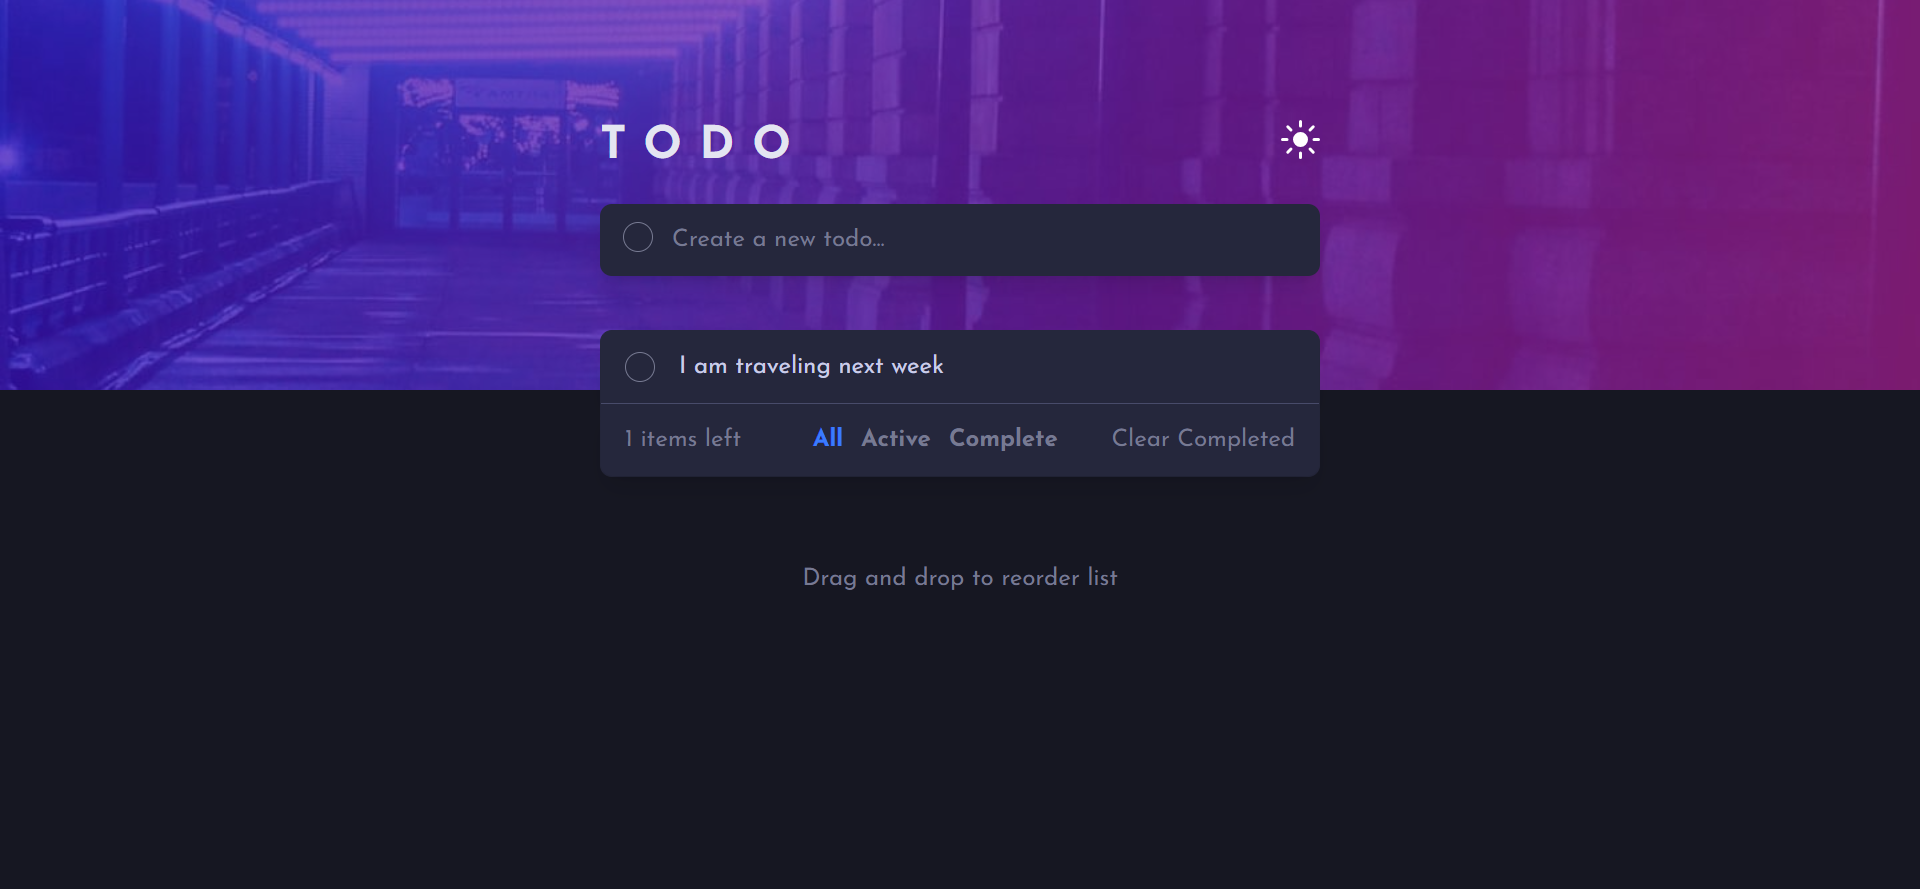 TODO
Create a new todo...
I am traveling next week
1 items left All Active Complete Clear Completed
Drag and drop to reorder list